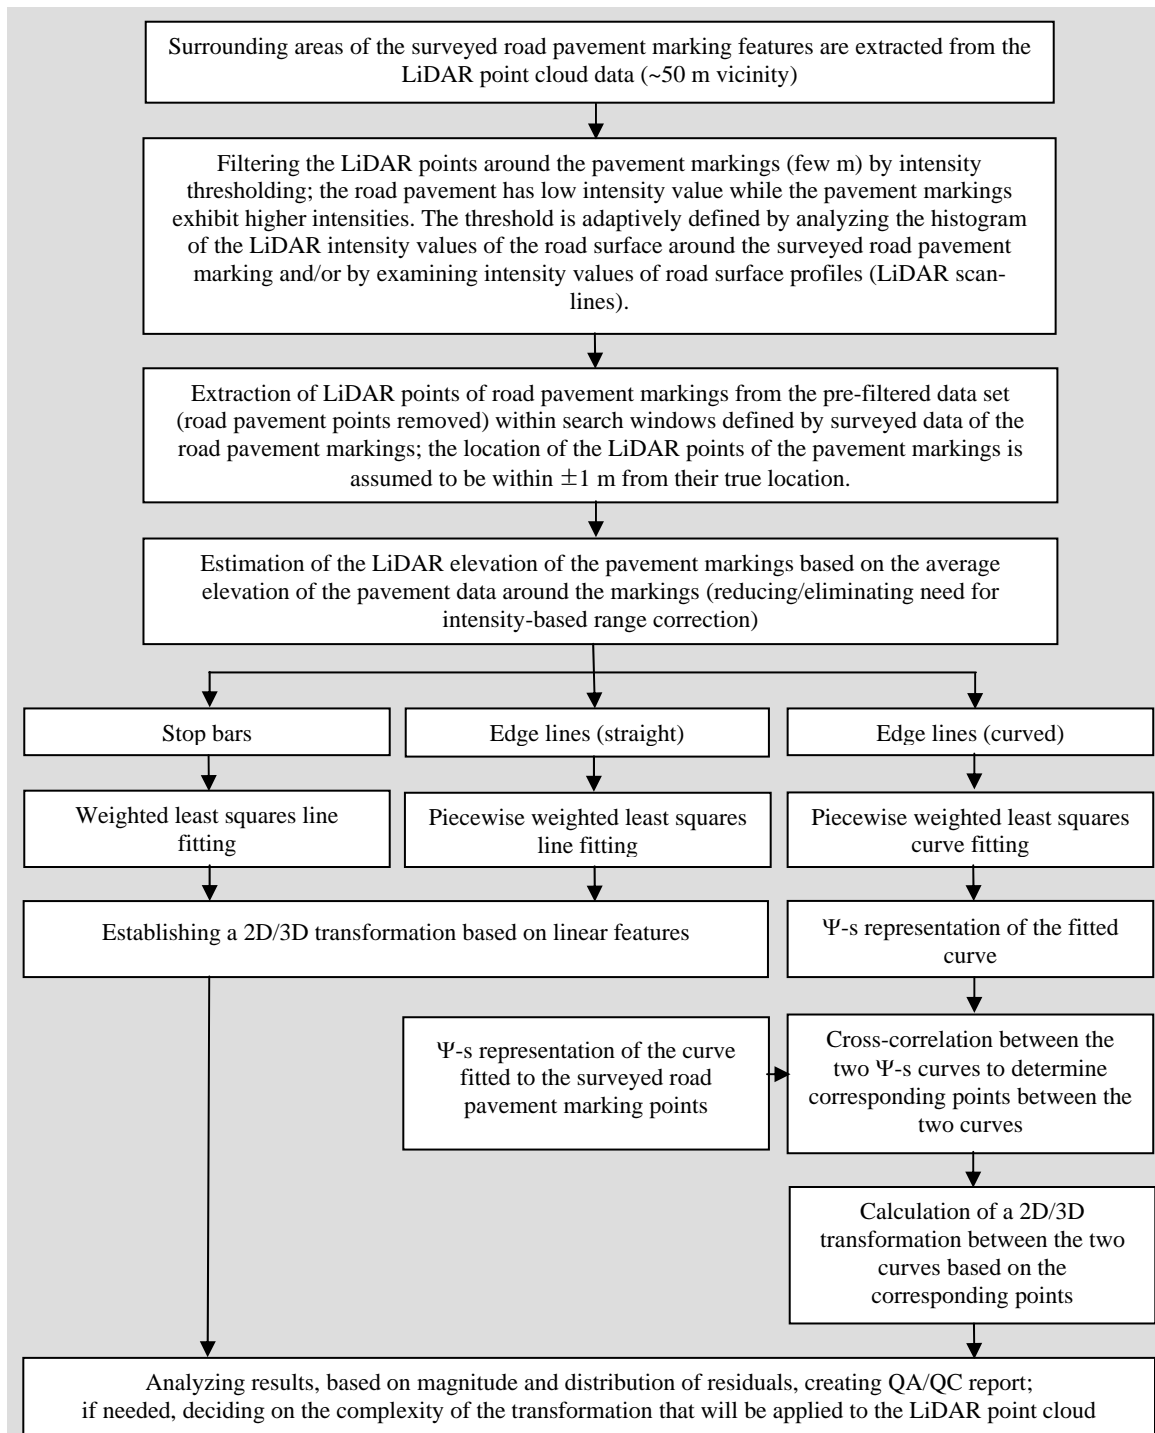 Surrounding areas of the surveyed road pavement marking features are extracted from the
LiDAR point cloud data (~50 m vicinity)
Filtering the LiDAR points around the pavement markings (few m) by intensity
thresholding; the road pavement has low intensity value while the pavement markings
exhibit higher intensities. The threshold is adaptively defined by analyzing the histogram
of the LiDAR intensity values of the road surface around the surveyed road pavement
marking and/or by examining intensity values of road surface profiles (LiDAR scan-
lines).
Extraction of LiDAR points of road pavement markings from the pre-filtered data set
(road pavement points removed) within search windows defined by surveyed data of the
road pavement markings; the location of the LiDAR points of the pavement markings is
assumed to be within ±1 m from their true location.
Estimation of the LiDAR elevation of the pavement markings based on the average
elevation of the pavement data around the markings (reducing/eliminating need for
intensity-based range correction)
Stop bars
Edge lines (straight)
Edge lines (curved)
Weighted least squares line
fitting
Piecewise weighted least squares
line fitting
Piecewise weighted least squares
curve fitting
Establishing a 2D/3D transformation based on linear features
Ψ-s representation of the fitted
curve
Ψ-s representation of the curve
fitted to the surveyed road
pavement marking points
Cross-correlation between the
two Ψ-s curves to determine
corresponding points between the
two curves
Calculation of a 2D/3D
transformation between the two
curves based on the
corresponding points
Analyzing results, based on magnitude and distribution of residuals, creating QA/QC report;
if needed, deciding on the complexity of the transformation that will be applied to the LiDAR point cloud